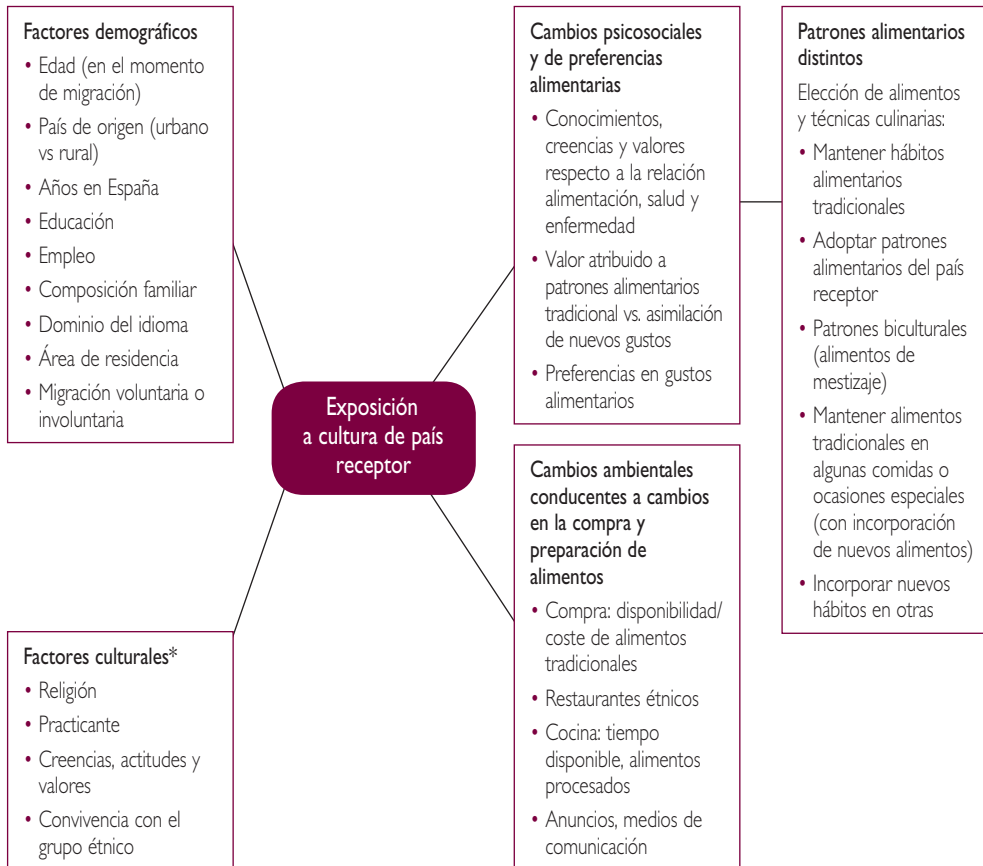 Factores demográficos
• Edad (en el momento
de migración)
• País de origen (urbano
vs rural)
• Años en España
• Educación
• Empleo
• Composición familiar
• Dominio del idioma
• Área de residencia
• Migración voluntaria o
involuntaria
Factores culturales*
• Religión
• Practicante
• Creencias, actitudes y
valores
• Convivencia con el
grupo étnico
Exposición
a cultura de país
receptor
Cambios psicosociales
y de preferencias
alimentarias
• Conocimientos,
creencias y valores
respecto a la relación
alimentación, salud y
enfermedad
• Valor atribuido a
patrones alimentarios
tradicional vs. asimilación
de nuevos gustos
• Preferencias en gustos
alimentarios
Cambios ambientales
conducentes a cambios
en la compra y
preparación de
alimentos
• Compra: disponibilidad/
coste de alimentos
tradicionales
• Restaurantes étnicos
• Cocina: tiempo
disponible, alimentos
procesados
• Anuncios, medios de
comunicación
Patrones alimentarios
distintos
Elección de alimentos
y técnicas culinarias:
• Mantener hábitos
alimentarios
tradicionales
• Adoptar patrones
alimentarios del país
receptor
• Patrones biculturales
(alimentos de
mestizaje)
• Mantener alimentos
tradicionales en
algunas comidas o
ocasiones especiales
(con incorporación
de nuevos alimentos)
• Incorporar nuevos
hábitos en otras